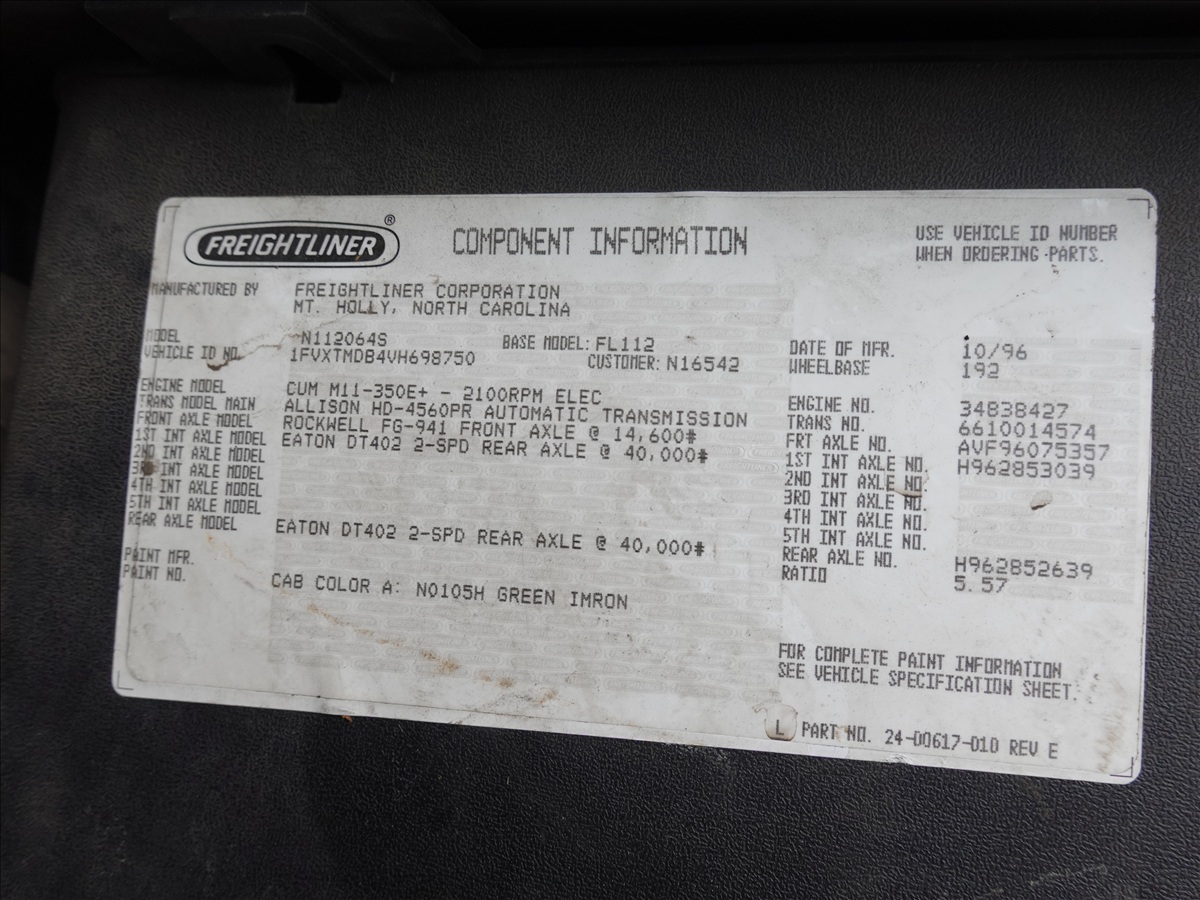 FREIGHTLINER ®
COMPONENT INFORMATION
USE VEHICLE ID NUMBER
WHEN ORDERING PARTS.
MANUFACTURED BY FREIGHTLINER CORPORATION
MT. HOLLY, NORTH CAROLINA
MODEL N112064S BASE MODEL: FL112
VEHICLE ID NO. 1FVXTMDB4VH698750 CUSTOMER: N16542
DATE OF MFR. 10/96
WHEELBASE 192
ENGINE MODEL CUM M11-350E+ - 2100RPM ELEC
TRANS MODEL MAIN ALLISON HD-4560PR AUTOMATIC TRANSMISSION
FRONT AXLE MODEL ROCKWELL FG-941 FRONT AXLE @ 14,600#
1ST INT AXLE MODEL EATON DT402 2-SPD REAR AXLE @ 40,000#
2ND INT AXLE MODEL
3RD INT AXLE MODEL
4TH INT AXLE MODEL
5TH INT AXLE MODEL
REAR AXLE MODEL EATON DT402 2-SPD REAR AXLE @ 40,000#
PAINT MFR.
PAINT NO. CAB COLOR A: N0105H GREEN IMRON
ENGINE NO. 34838427
TRANS NO. 6610014574
FRT AXLE NO. AVF96075357
1ST INT AXLE NO. H962853039
2ND INT AXLE NO.
3RD INT AXLE NO.
4TH INT AXLE NO.
5TH INT AXLE NO.
REAR AXLE NO. H962852639
RATIO 5.57
FOR COMPLETE PAINT INFORMATION
SEE VEHICLE SPECIFICATION SHEET.
L PART NO. 24-00617-010 REV E